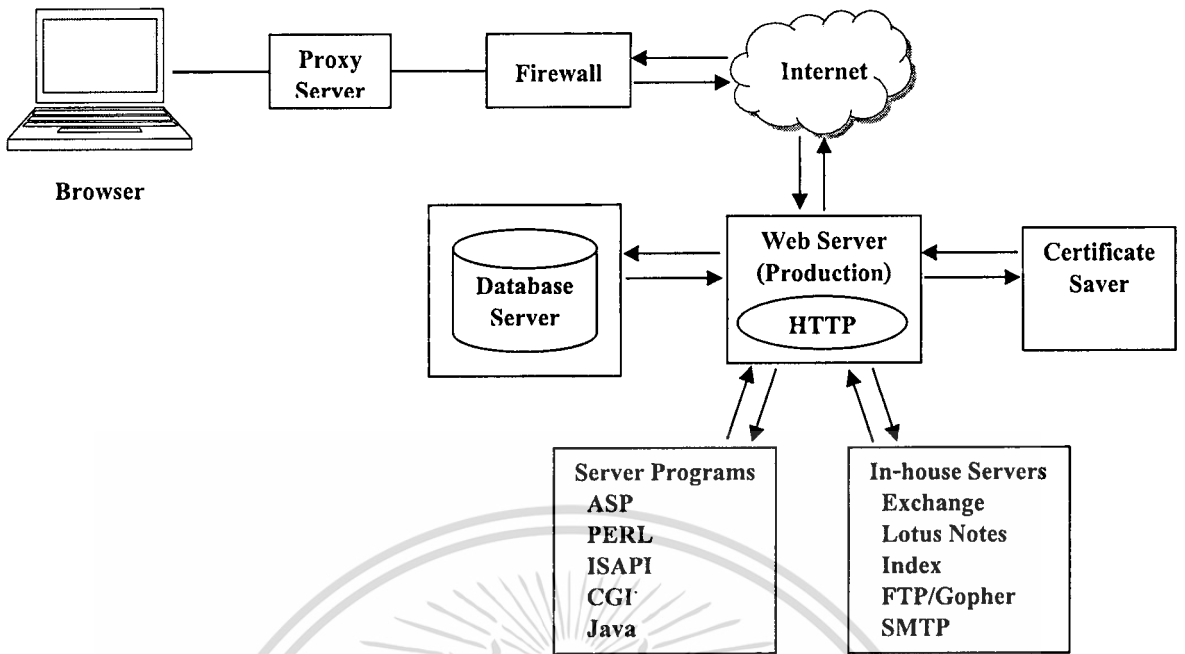 Proxy
Server
Firewall
Internet
Browser
Database
Server
Web Server
(Production)
HTTP
Certificate
Saver
Server Programs
ASP
PERL
ISAPI
CGI
Java
In-house Servers
Exchange
Lotus Notes
Index
FTP/Gopher
SMTP